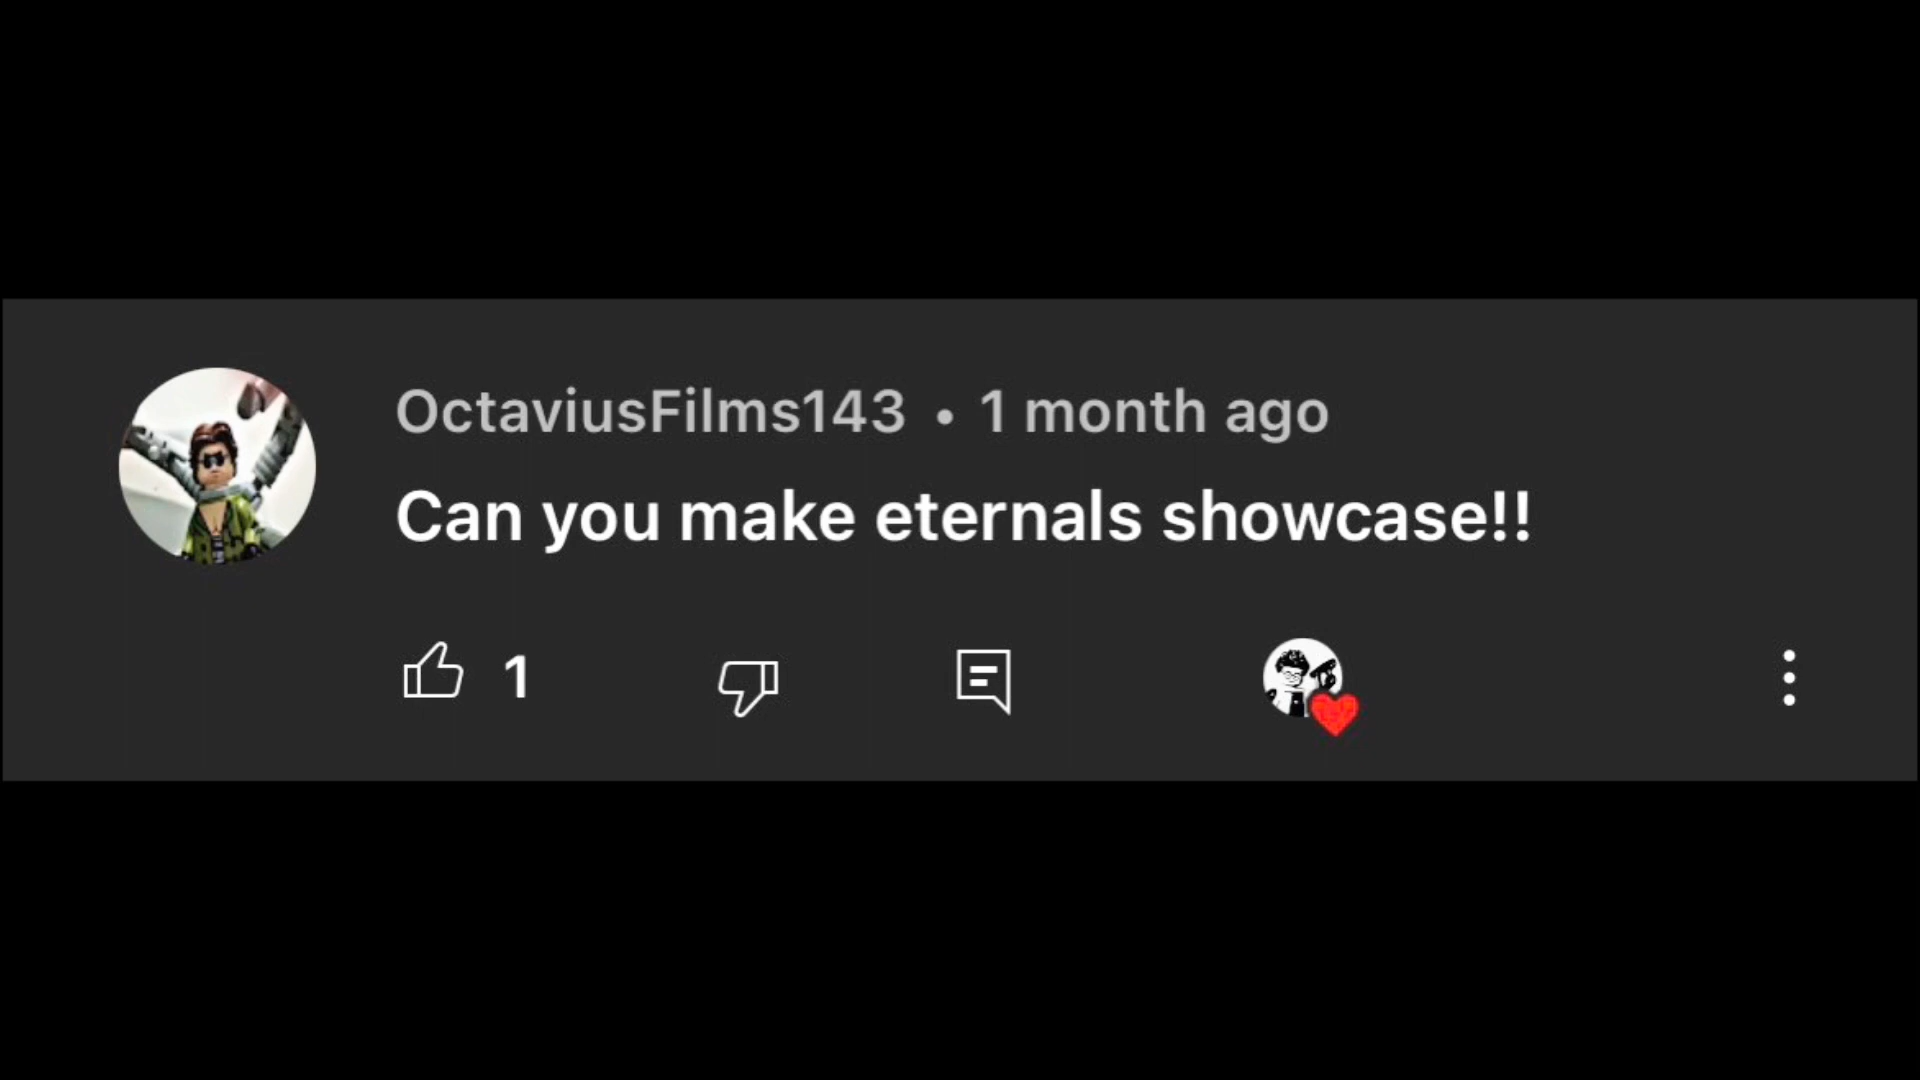 OctaviusFilms143 • 1 month ago
Can you make eternals showcase!!
1